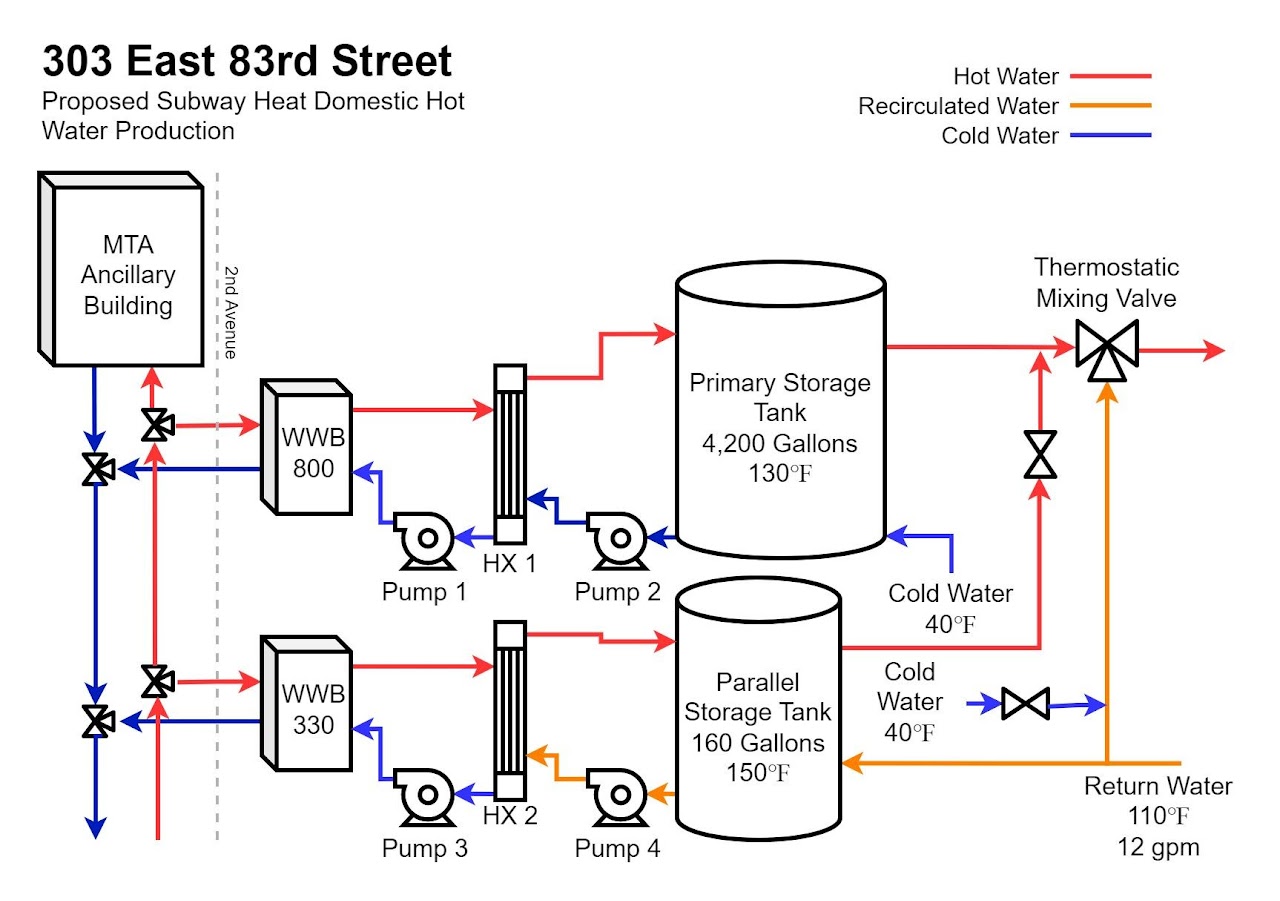 303 East 83rd Street
Proposed Subway Heat Domestic Hot
Water Production
Hot Water
Recirculated Water
Cold Water
MTA
Ancillary
Building
2nd Avenue
Thermostatic
Mixing Valve
WWB
800
Primary Storage
Tank
4,200 Gallons
130°F
Pump 1
HX 1
Pump 2
Cold Water
40°F
WWB
330
Parallel
Storage Tank
160 Gallons
150°F
Cold
Water
40°F
Pump 3
HX 2
Pump 4
Return Water
110°F
12 gpm